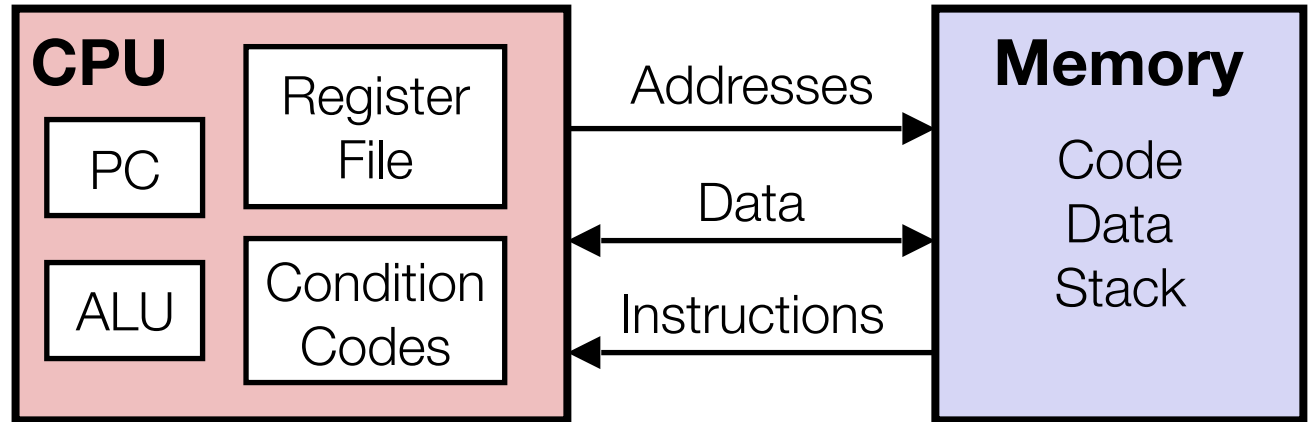 CPU
PC
ALU
Register
File
Condition
Codes
Addresses
Data
Instructions
Memory
Code
Data
Stack